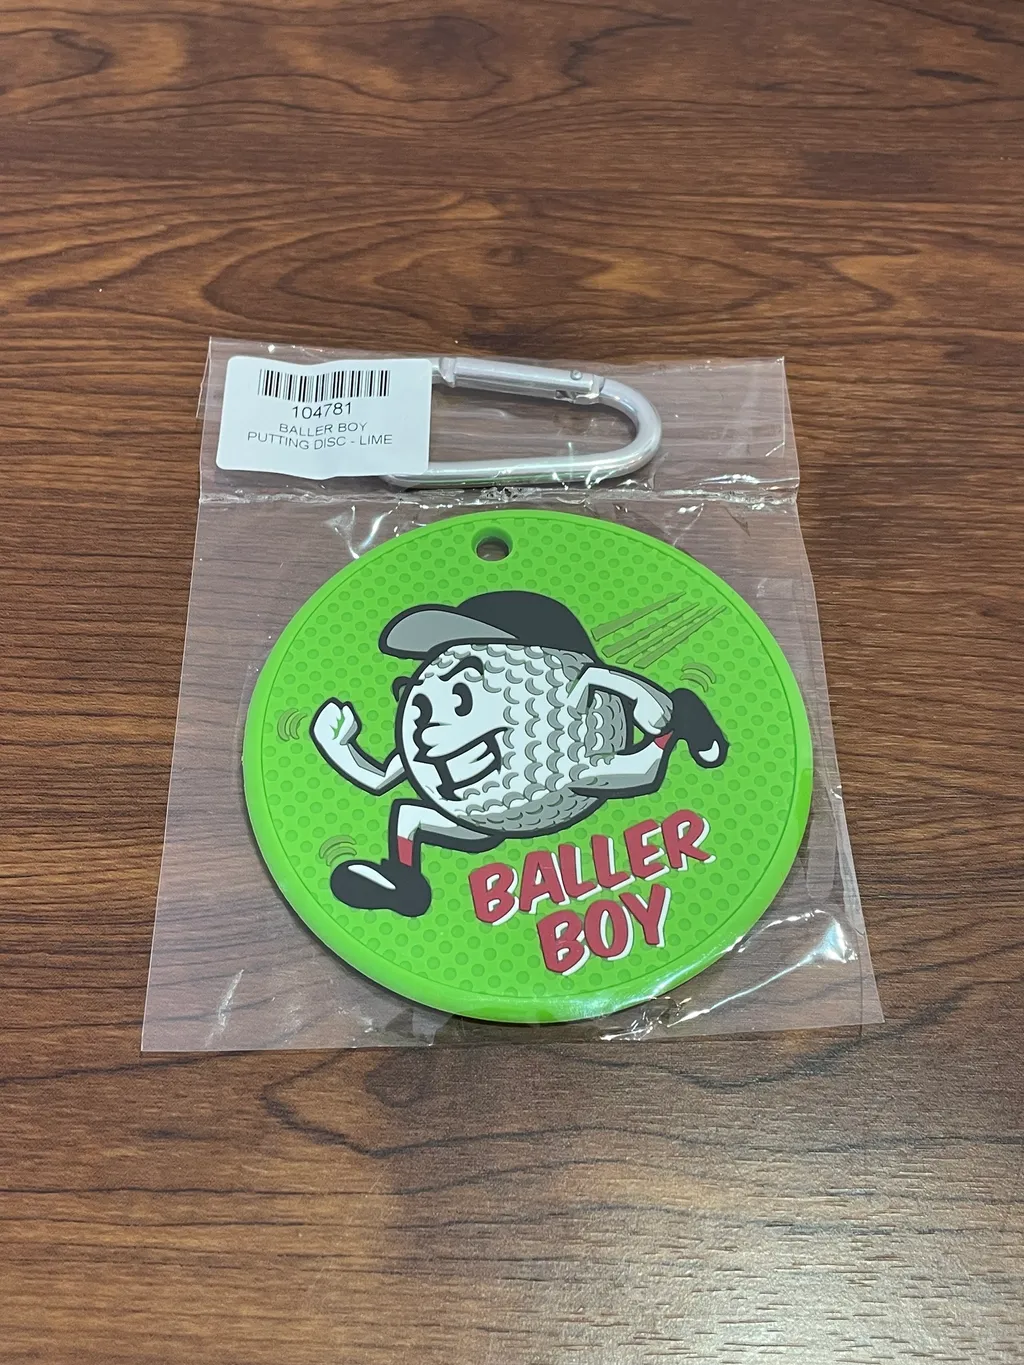 104781
BALLER BOY
PUTTING DISC - LIME
BALLER
BOY